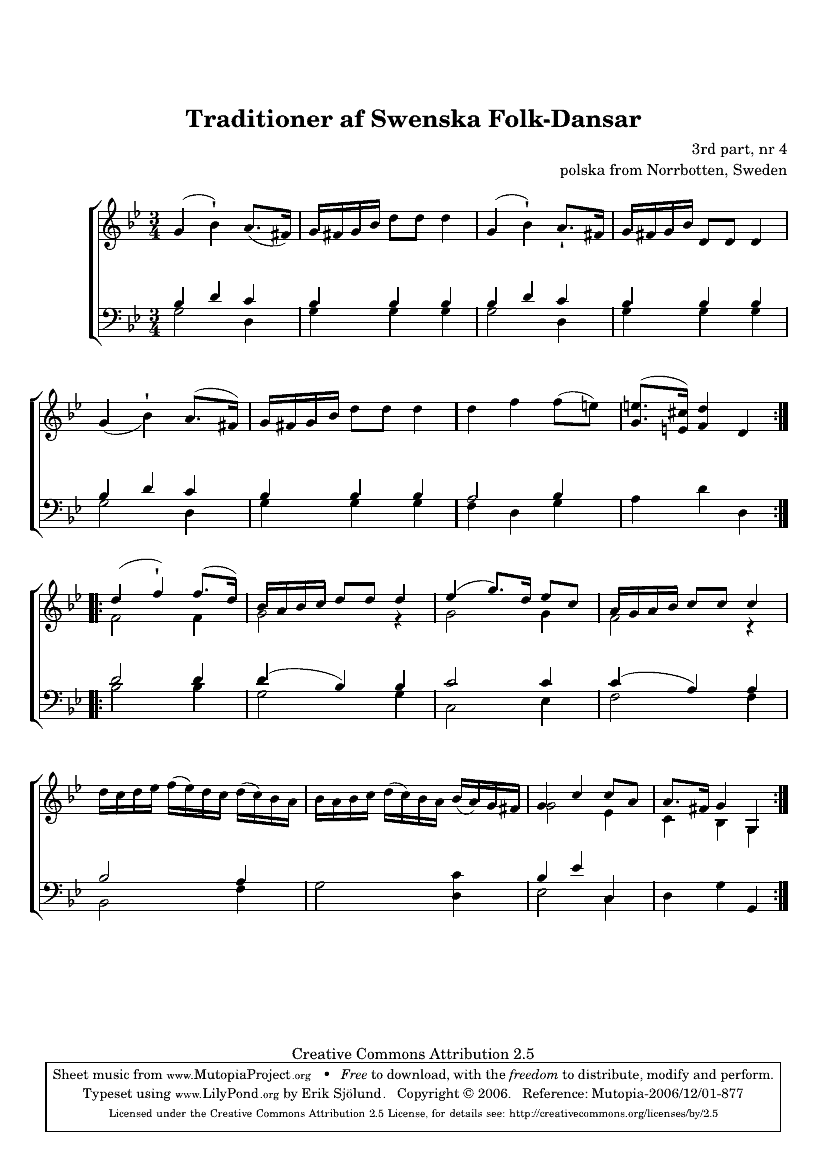 Traditioner af Swenska Folk-Dansar
3rd part, nr 4
polska from Norrbotten, Sweden
Creative Commons Attribution 2.5
Sheet music from www.MutopiaProject.org • Free to download, with the freedom to distribute, modify and perform.
Typeset using www.LilyPond.org by Erik Sjölund. Copyright © 2006. Reference: Mutopia-2006/12/01-877
Licensed under the Creative Commons Attribution 2.5 License, for details see: http://creativecommons.org/licenses/by/2.5